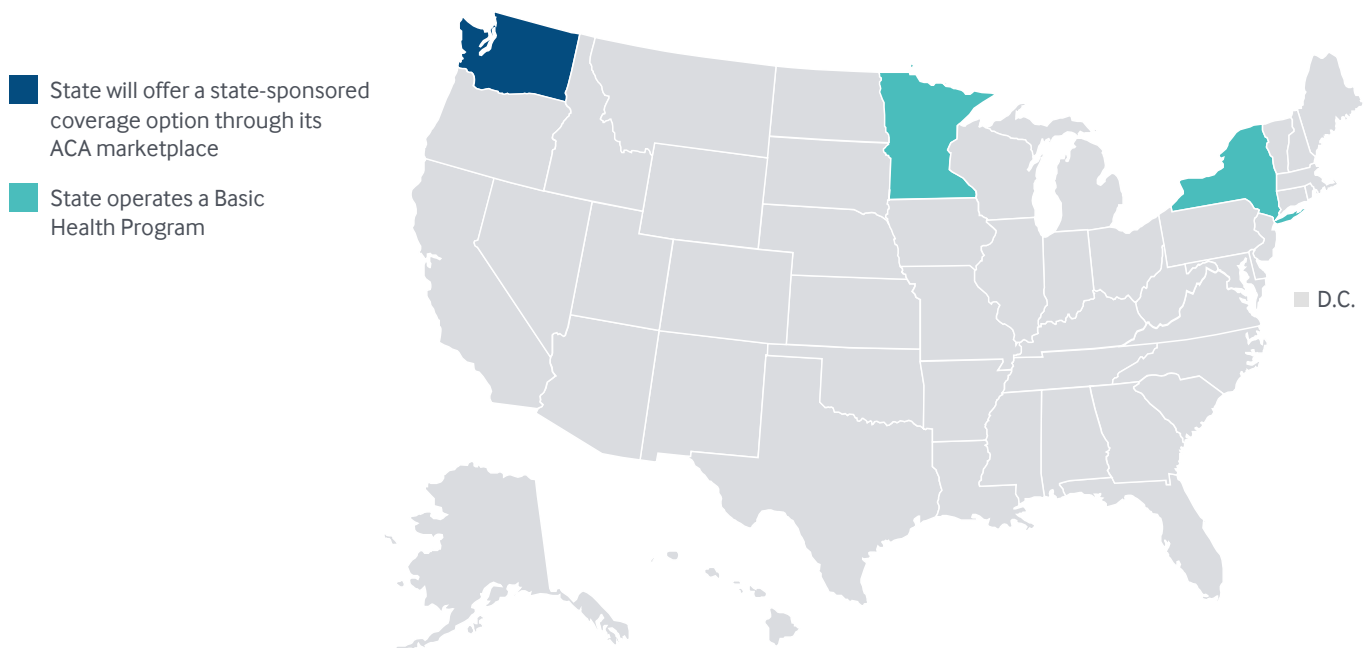 State will offer a state-sponsored
coverage option through its
ACA marketplace
State operates a Basic
Health Program
D.C.